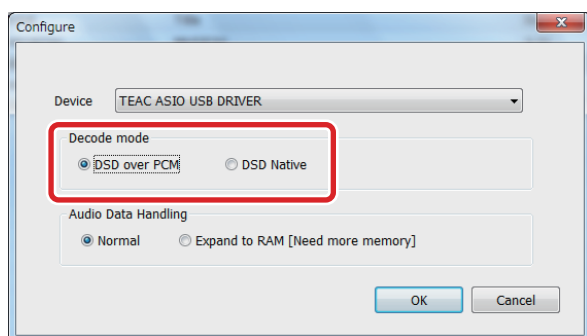 Configure
Device TEAC ASIO USB DRIVER
Decode mode
DSD over PCM DSD Native
Audio Data Handling
Normal Expand to RAM [Need more memory]
OK Cancel